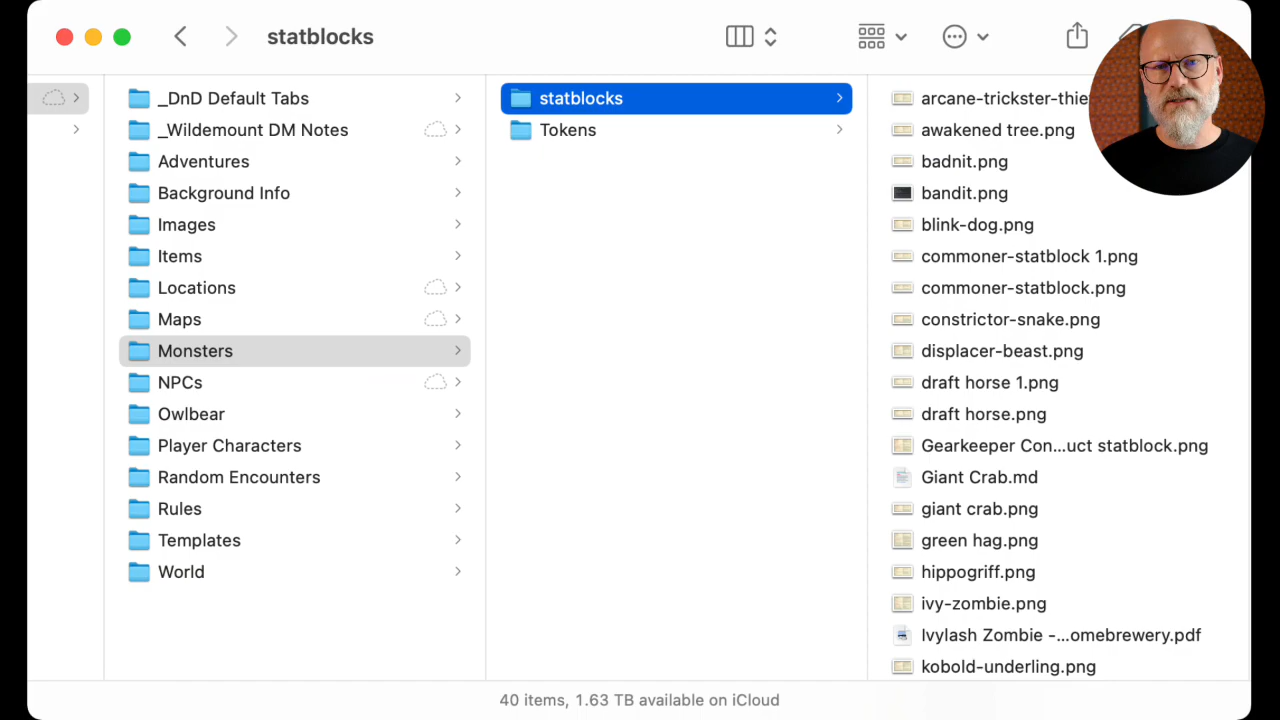 statblocks
_DnD Default Tabs
_Wildemount DM Notes
Adventures
Background Info
Images
Items
Locations
Maps
Monsters
NPCs
Owlbear
Player Characters
Random Encounters
Rules
Templates
World
statblocks
Tokens
arcane-trickster-thie
awakened tree.png
badnit.png
bandit.png
blink-dog.png
commoner-statblock 1.png
commoner-statblock.png
constrictor-snake.png
displacer-beast.png
draft horse 1.png
draft horse.png
Gearkeeper Con...uct statblock.png
Giant Crab.md
giant crab.png
green hag.png
hippogriff.png
ivy-zombie.png
Ivylash Zombie -...omebrewery.pdf
kobold-underling.png
40 items, 1.63 TB available on iCloud